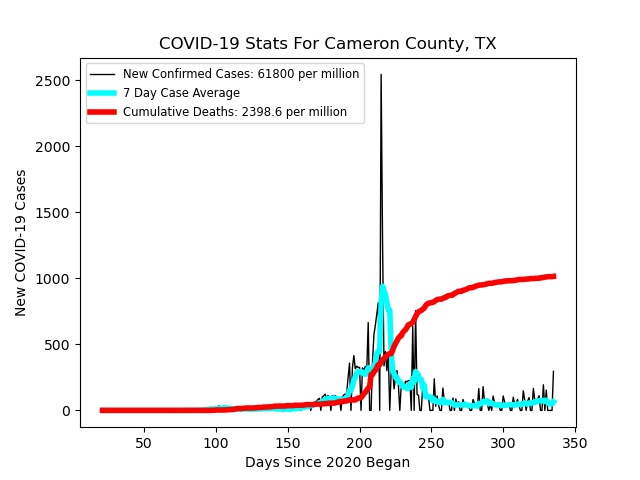 COVID-19 Stats For Cameron County, TX
New Confirmed Cases: 61800 per million
7 Day Case Average
Cumulative Deaths: 2398.6 per million
New COVID-19 Cases
2500
2000
1500
1000
500
0
50 100 150 200 250 300 350
Days Since 2020 Began